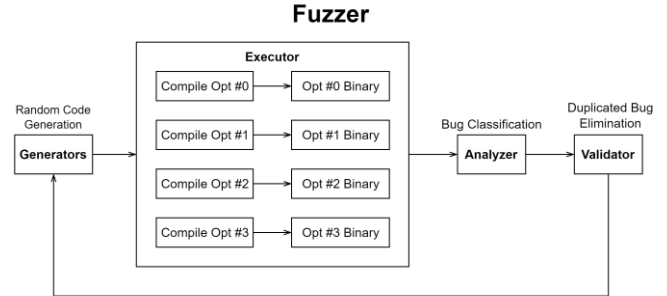 Fuzzer
Executor
Compile Opt #0
Opt #0 Binary
Compile Opt #1
Opt #1 Binary
Compile Opt #2
Opt #2 Binary
Compile Opt #3
Opt #3 Binary
Random Code
Generation
Generators
Bug Classification
Analyzer
Duplicated Bug
Elimination
Validator